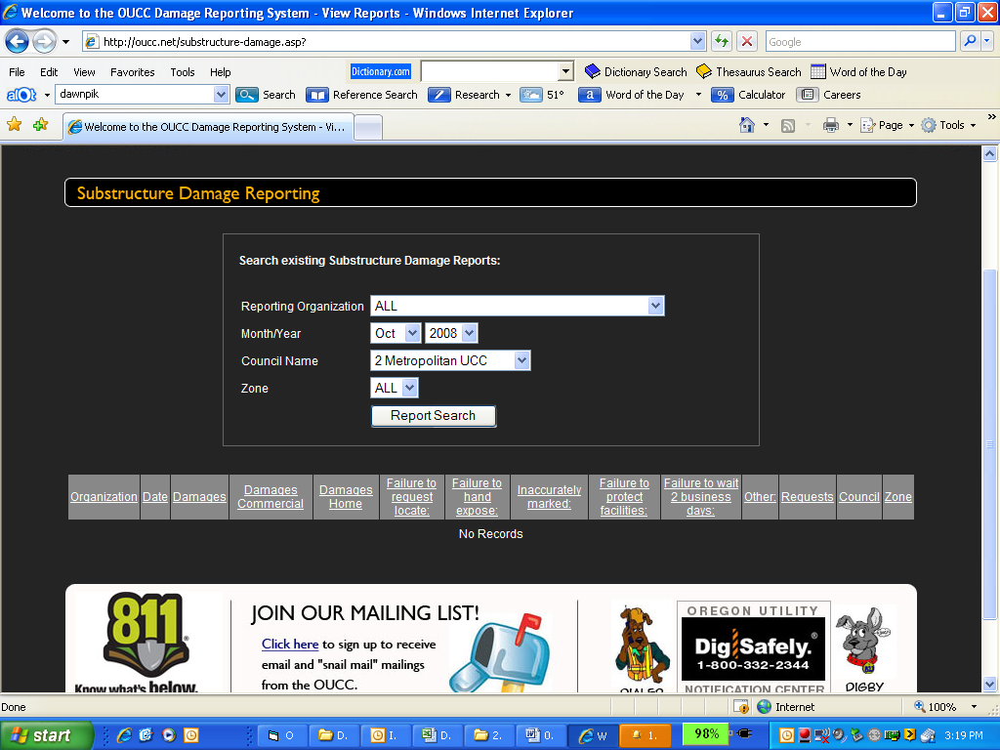 Welcome to the OUCC Damage Reporting System - View Reports - Windows Internet Explorer
http://oucc.net/substructure-damage.asp?
Google
File Edit View Favorites Tools Help
Dictionary.com
Dictionary Search Thesaurus Search Word of the Day
alot dawnpik Search Reference Search Research 51° Word of the Day Calculator Careers
Welcome to the OUCC Damage Reporting System - Vi...
Page Tools
Substructure Damage Reporting
Search existing Substructure Damage Reports:
Reporting Organization ALL
Month/Year Oct 2008
Council Name 2 Metropolitan UCC
Zone ALL
Report Search
Organization Date Damages Damages Commercial Damages Home Failure to request locate: Failure to hand expose: Inaccurately marked: Failure to protect facilities: Failure to wait 2 business days: Other: Requests Council Zone
No Records
811
Know what's below.
JOIN OUR MAILING LIST!
Click here to sign up to receive
email and "snail mail" mailings
from the OUCC.
OREGON UTILITY
Dig Safely.®
1-800-332-2344
NOTIFICATION CENTER
DIALER
DIGBY
Done Internet 100%
start O D. I. D. 2. 0. W 1. 98% 3:19 PM